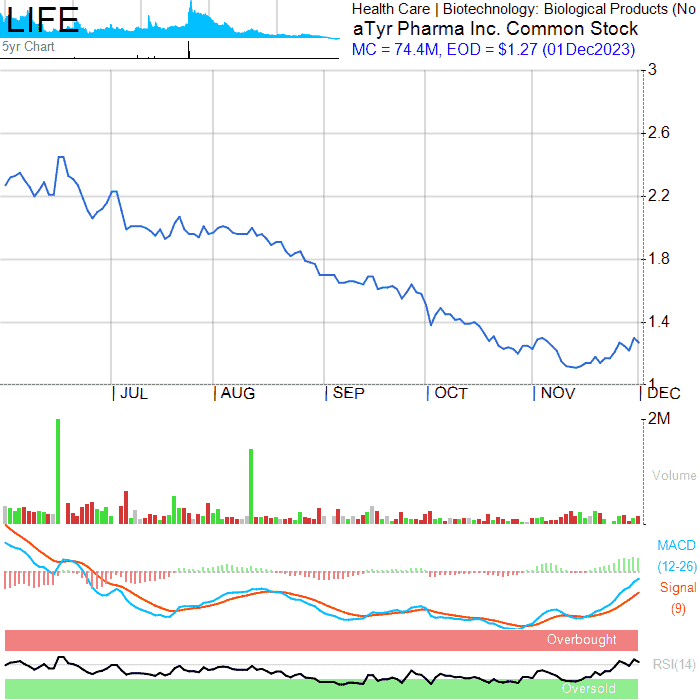 LIFE
5yr Chart
Health Care | Biotechnology: Biological Products (No
aTyr Pharma Inc. Common Stock
MC = 74.4M, EOD = $1.27 (01Dec2023)
3
2.6
2.2
1.8
1.4
1
JUL AUG SEP OCT NOV DEC
2M
Volume
MACD
(12-26)
Signal
(9)
Overbought
RSI(14)
Oversold